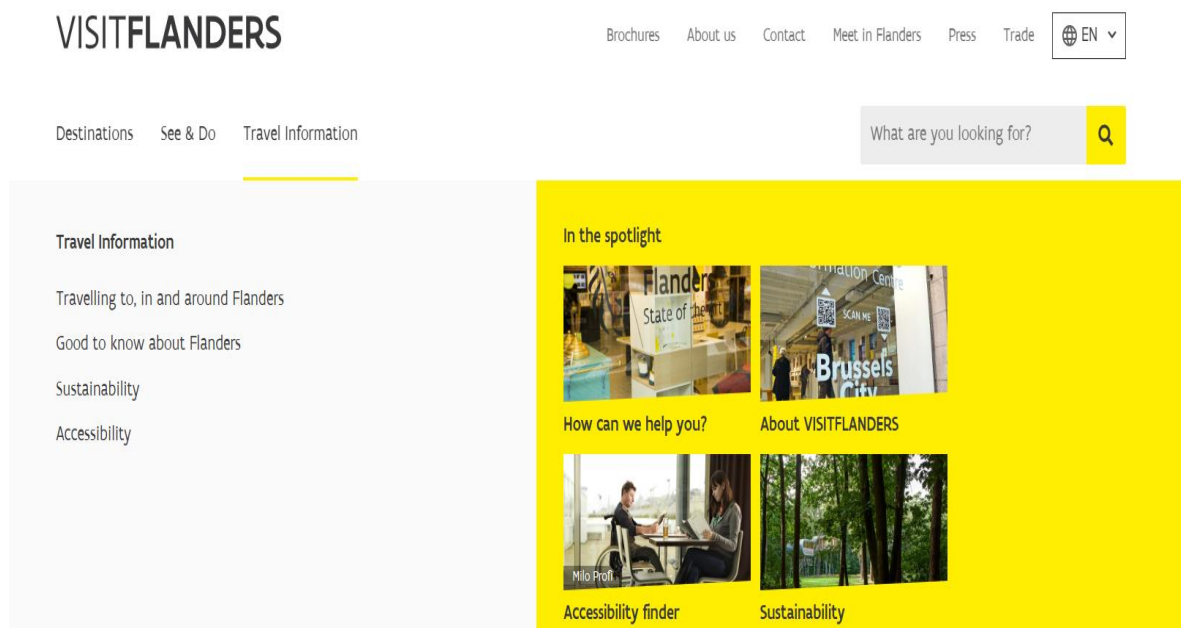 VISITFLANDERS
Brochures About us Contact Meet in Flanders Press Trade EN
Destinations See & Do Travel Information
What are you looking for?
Travel Information
Travelling to, in and around Flanders
Good to know about Flanders
Sustainability
Accessibility
In the spotlight
Flanders
State of the Art
Centre
SCAN ME
Brussels
City
How can we help you?
About VISITFLANDERS
Milo Profi
Accessibility finder
Sustainability